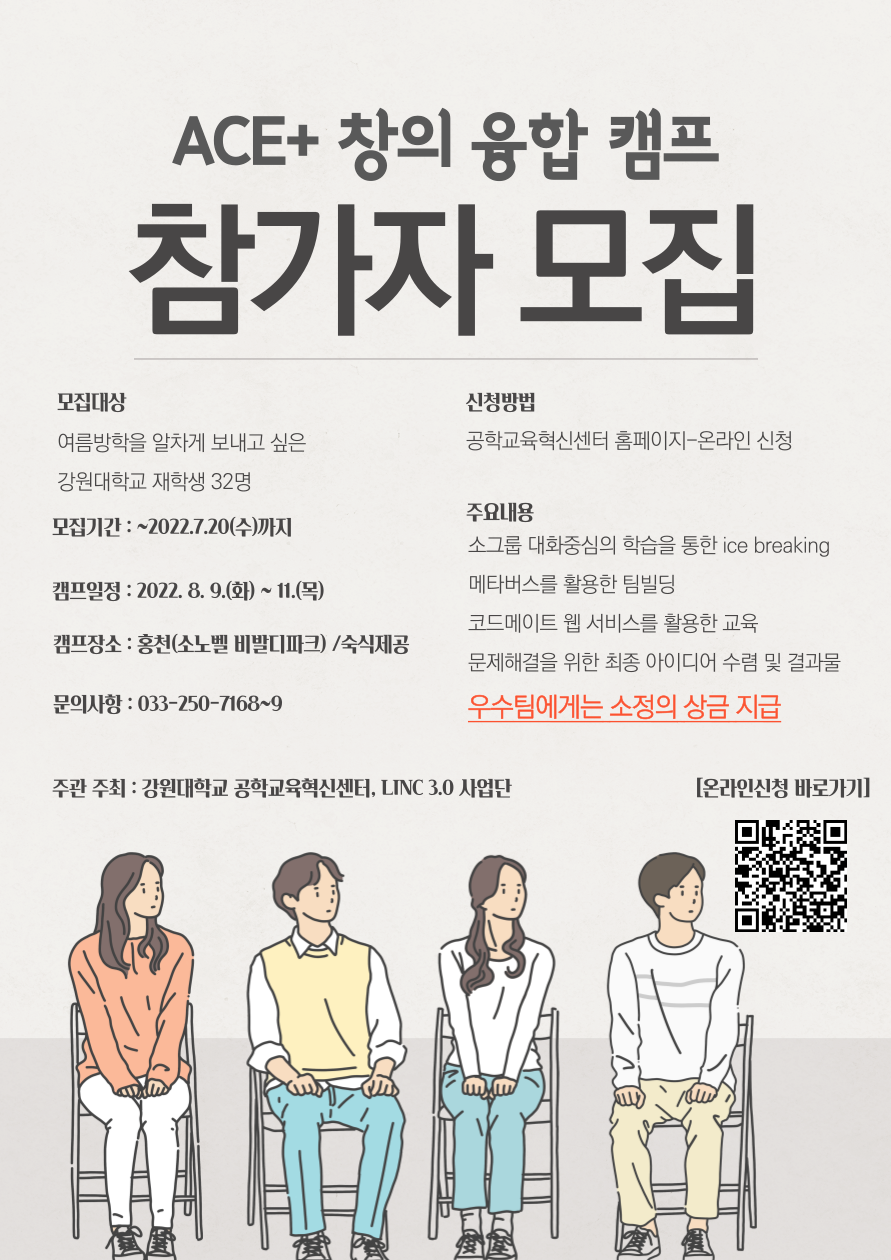 ACE+ 창의 융합 캠프
참가자 모집
모집대상
여름방학을 알차게 보내고 싶은
강원대학교 재학생 32명
모집기간 : ~2022.7.20(수)까지
캠프일정 : 2022. 8. 9.(화) ~ 11.(목)
캠프장소 : 홍천(소노벨 비발디파크) /숙식제공
문의사항 : 033-250-7168~9
신청방법
공학교육혁신센터 홈페이지-온라인 신청
주요내용
소그룹 대화중심의 학습을 통한 ice breaking
메타버스를 활용한 팀빌딩
코드메이트 웹 서비스를 활용한 교육
문제해결을 위한 최종 아이디어 수렴 및 결과물
우수팀에게는 소정의 상금 지급
주관 주최 : 강원대학교 공학교육혁신센터, LINC 3.0 사업단
[온라인신청 바로가기]